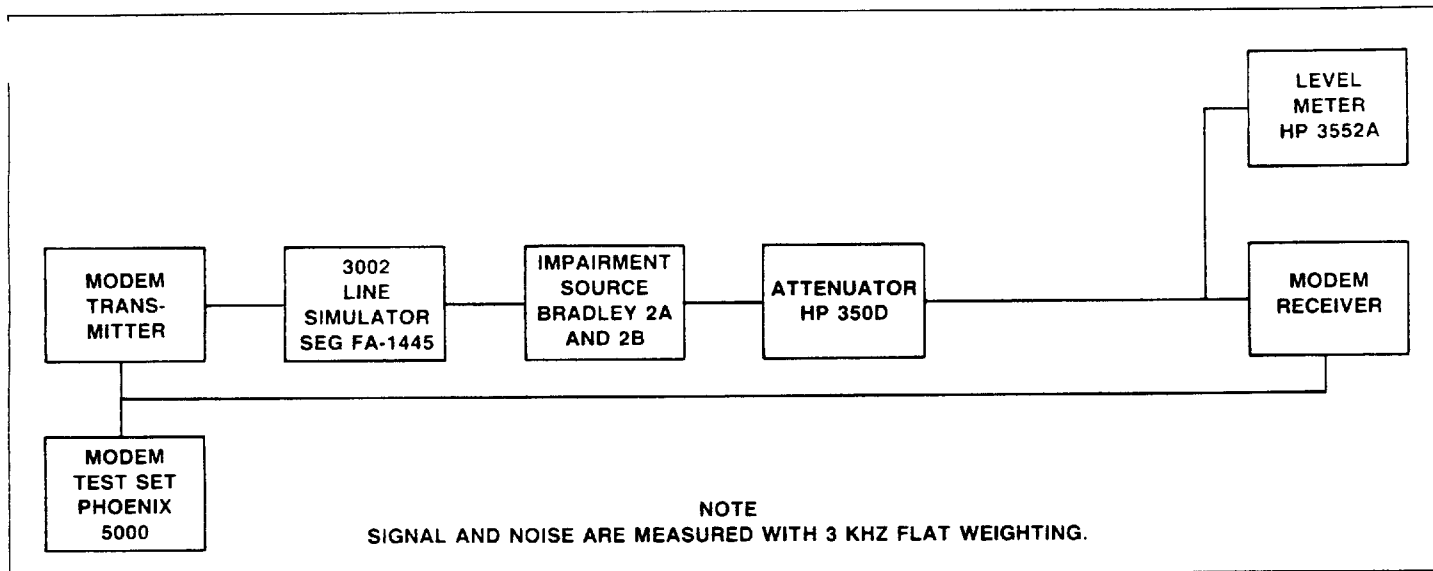 LEVEL
METER
HP 3552A
MODEM
TRANS-
MITTER
3002
LINE
SIMULATOR
SEG FA-1445
IMPAIRMENT
SOURCE
BRADLEY 2A
AND 2B
ATTENUATOR
HP 350D
MODEM
RECEIVER
MODEM
TEST SET
PHOENIX
5000
NOTE
SIGNAL AND NOISE ARE MEASURED WITH 3 KHZ FLAT WEIGHTING.